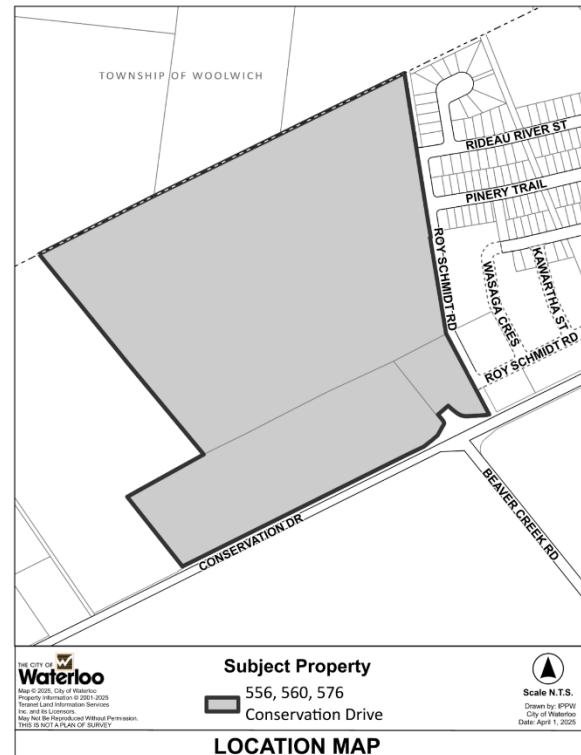 TOWNSHIP OF WOOLWICH
RIDEAU RIVER ST
PINERY TRAIL
ROY SCHMIDT RD
WASAGA CRES
KAWARTHA ST
ROY SCHMIDT RD
CONSERVATION DR
BEAVER CREEK RD
THE CITY OF
Waterloo
Map © 2025, City of Waterloo
Property Information © 2001-2025
Teranet Land Information Services
Inc. and its Licensors.
May Not Be Reproduced Without Permission.
THIS IS NOT A PLAN OF SURVEY
Subject Property
556, 560, 576
Conservation Drive
Scale N.T.S.
Drawn by: IPPW
City of Waterloo
Date: April 1, 2025
LOCATION MAP